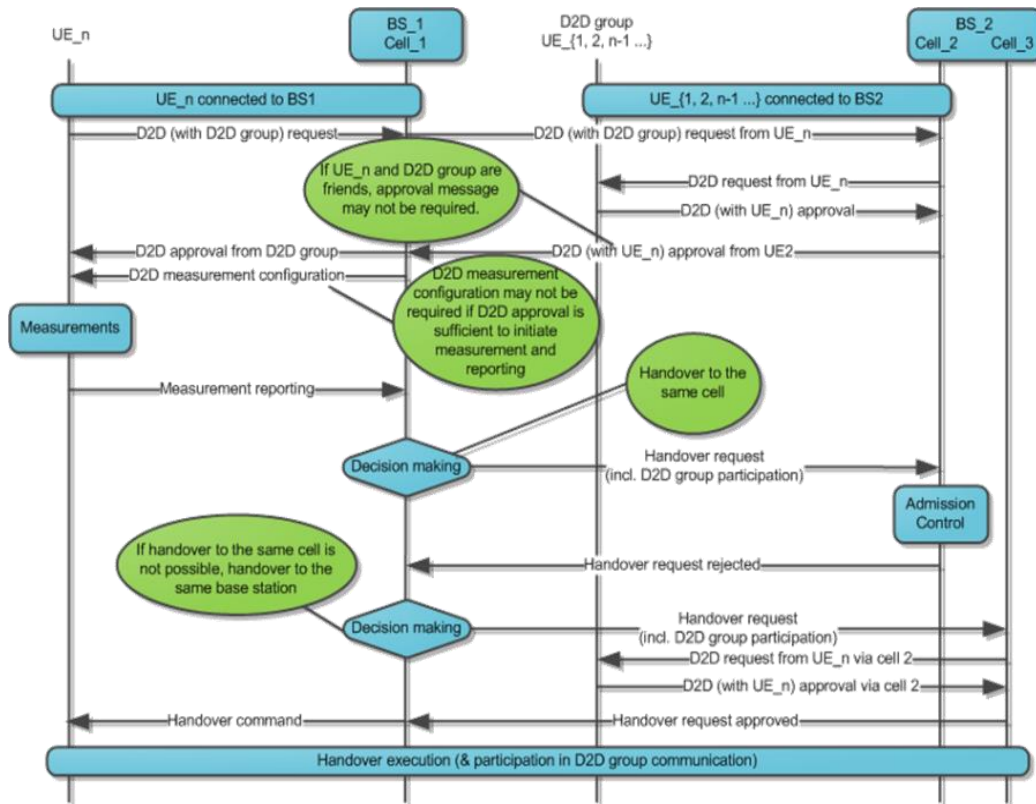 UE_n
BS_1
Cell_1
D2D group
UE_{1, 2, n-1 ...}
BS_2
Cell_2 Cell_3
UE_n connected to BS1
UE_{1, 2, n-1 ...} connected to BS2
D2D (with D2D group) request
D2D (with D2D group) request from UE_n
If UE_n and D2D group are
friends, approval message
may not be required.
D2D request from UE_n
D2D (with UE_n) approval
D2D approval from D2D group
D2D (with UE_n) approval from UE2
D2D measurement configuration
D2D measurement
configuration may not be
required if D2D approval is
sufficient to initiate
measurement and
reporting
Measurements
Handover to the
same cell
Measurement reporting
Decision making
Handover request
(incl. D2D group participation)
Admission
Control
If handover to the same cell is
not possible, handover to the
same base station
Handover request rejected
Decision making
Handover request
(incl. D2D group participation)
D2D request from UE_n via cell 2
D2D (with UE_n) approval via cell 2
Handover command
Handover request approved
Handover execution (& participation in D2D group communication)